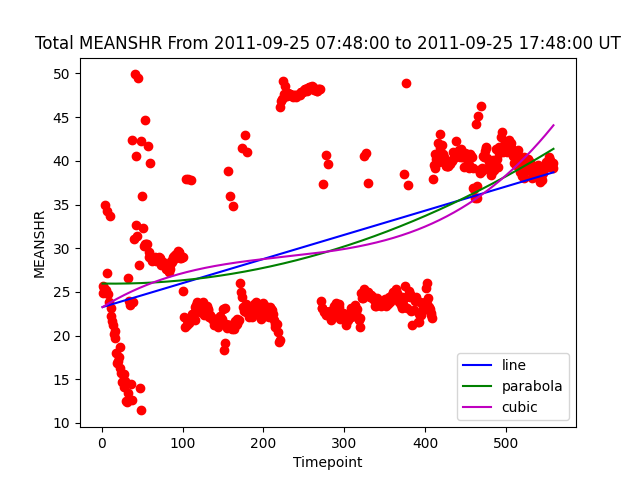 Total MEANSHR From 2011-09-25 07:48:00 to 2011-09-25 17:48:00 UT
50
45
40
35
30
25
20
15
10
MEANSHR
0 100 200 300 400 500
Timepoint
line
parabola
cubic